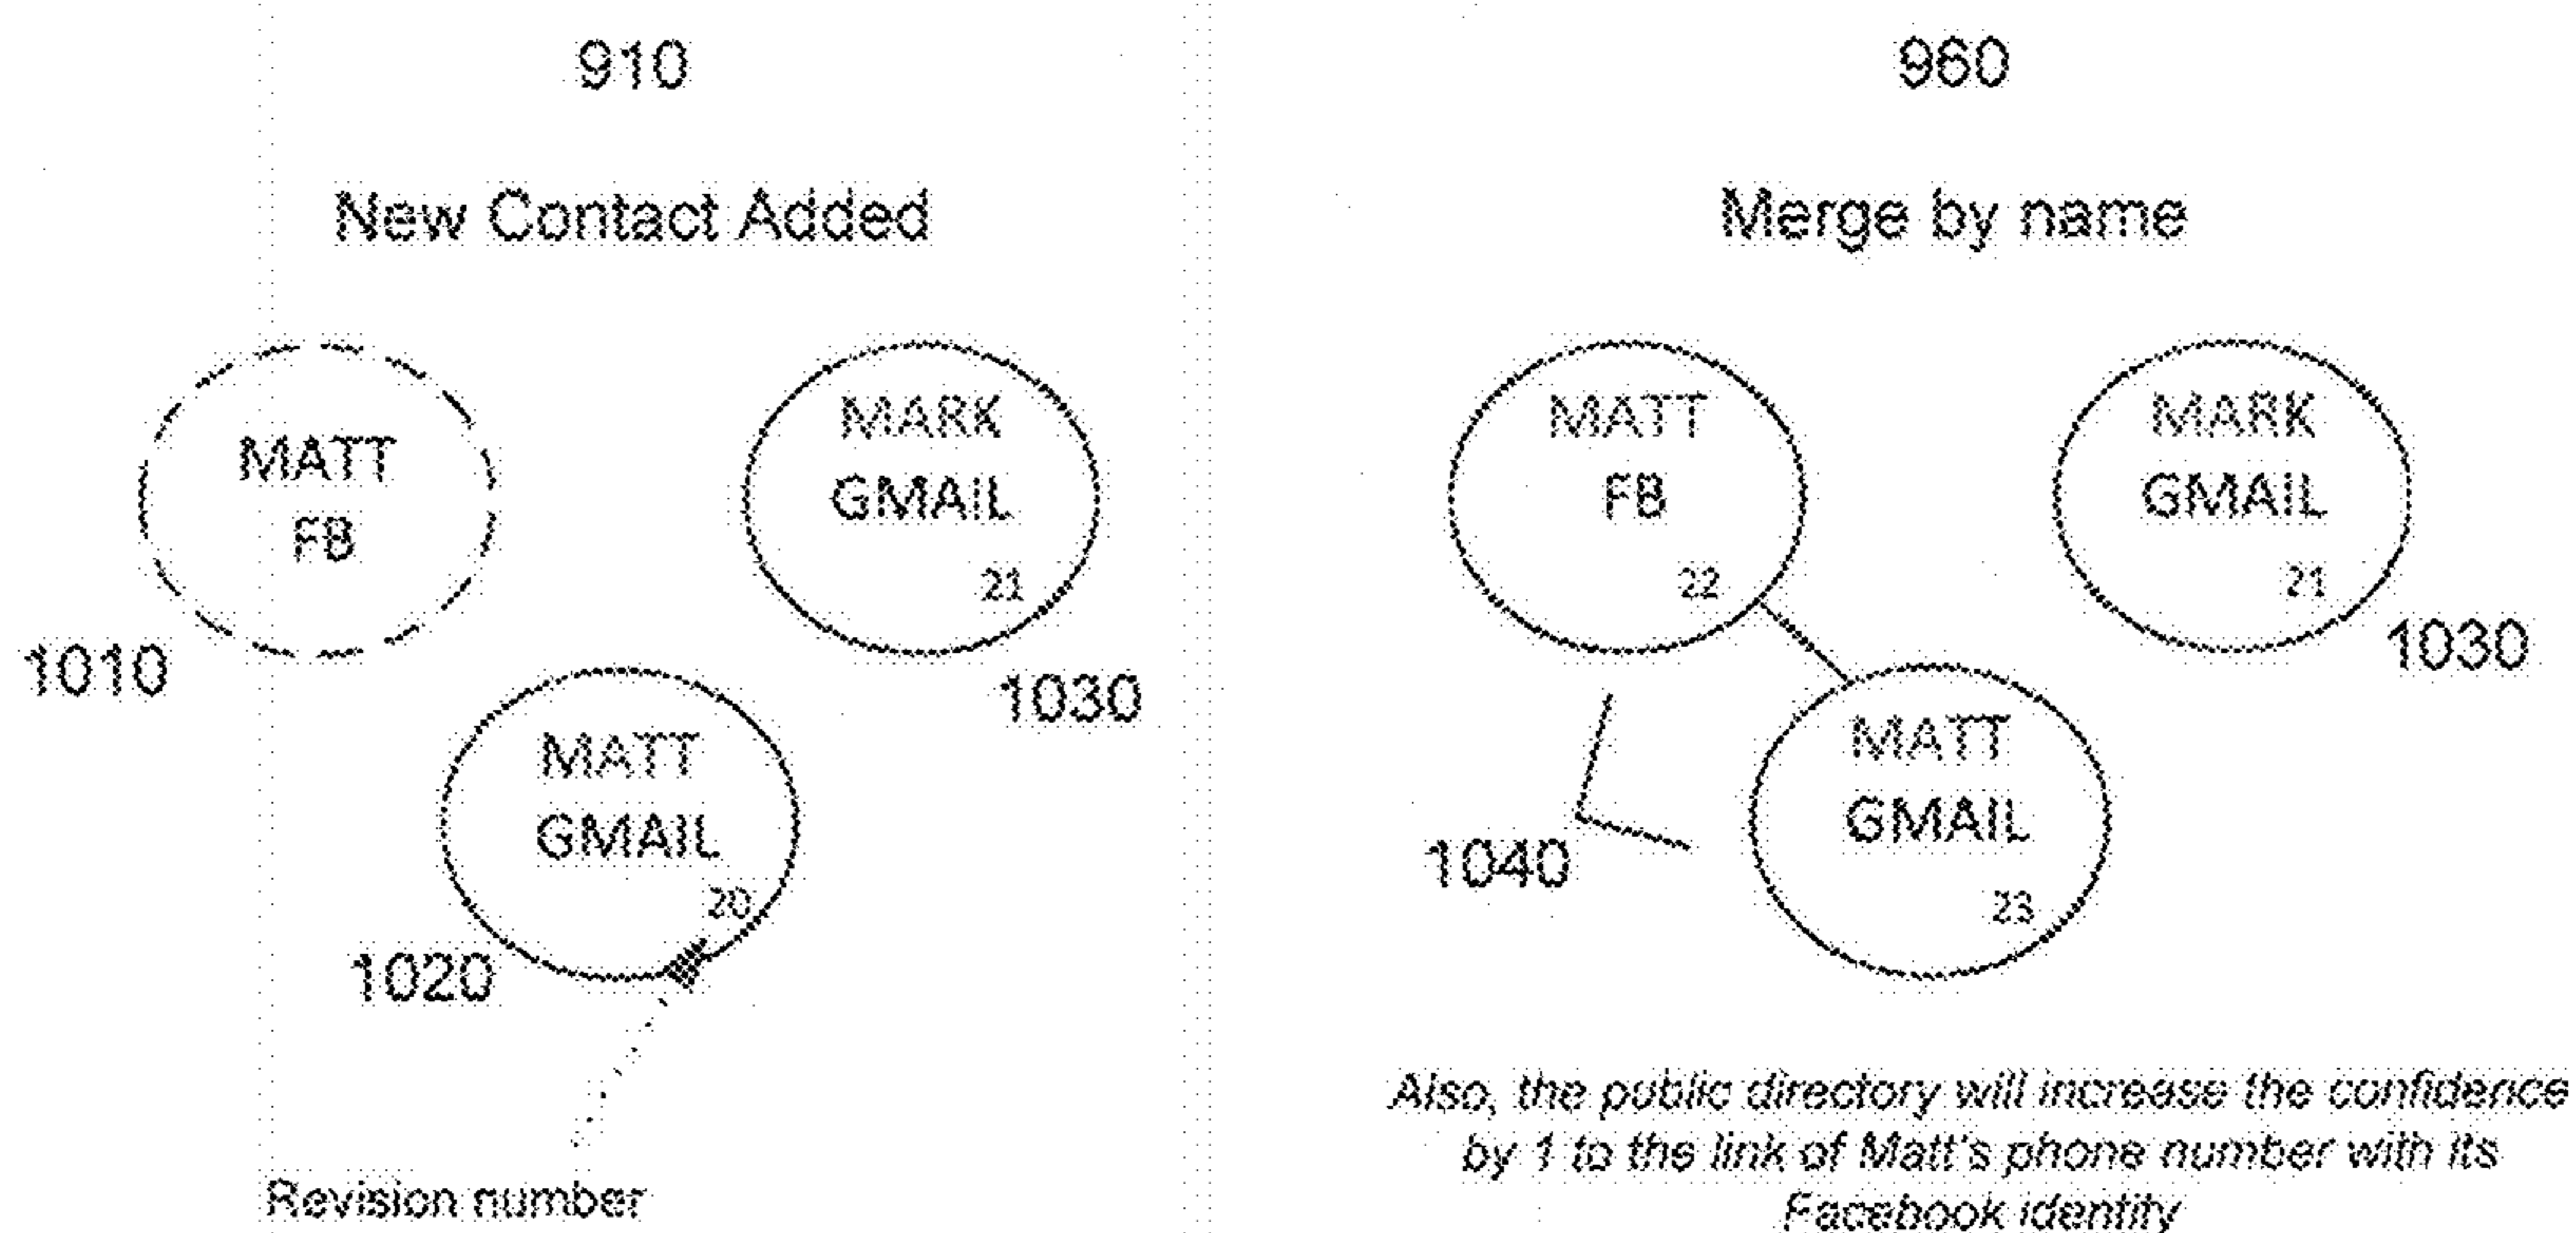 910
New Contact Added
MATT
FB
1010
MARK
GMAIL
21
1030
MATT
GMAIL
20
1020
Revision number
960
Merge by name
MATT
FB
22
MARK
GMAIL
21
1030
1040
MATT
GMAIL
23
Also, the public directory will increase the confidence
by 1 to the link of Matt's phone number with its
Facebook identity